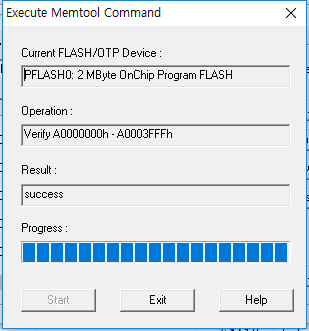 Execute Memtool Command
Current FLASH/OTP Device :
PFLASH0: 2 MByte OnChip Program FLASH
Operation :
Verify A0000000h - A0003FFFh
Result :
success
Progress :
Start
Exit
Help